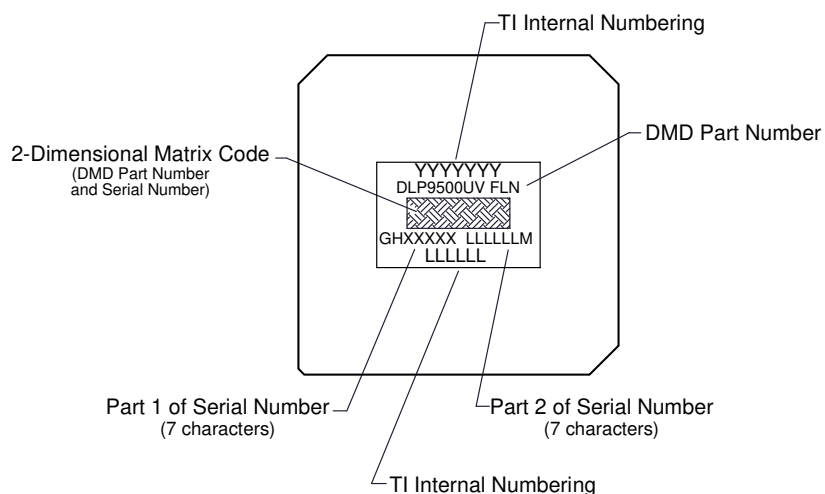 TI Internal Numbering
DMD Part Number
2-Dimensional Matrix Code
(DMD Part Number
and Serial Number)
YYYYYYY
DLP9500UV FLN
GHXXXXX LLLLLLM
LLLLLL
Part 1 of Serial Number
(7 characters)
Part 2 of Serial Number
(7 characters)
TI Internal Numbering